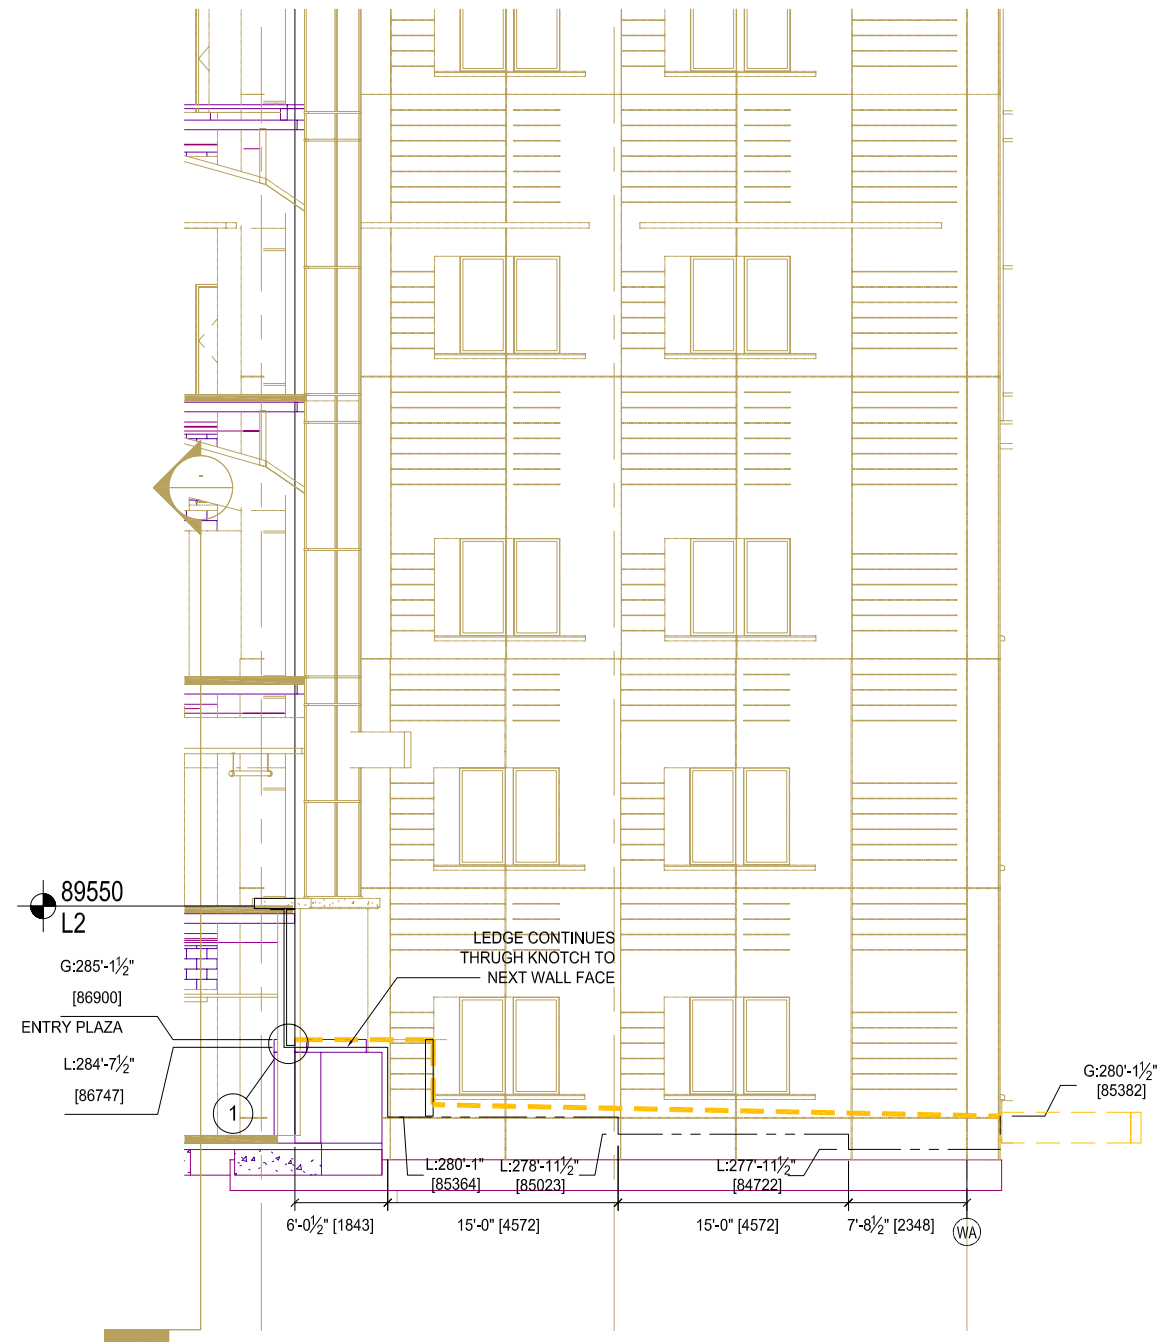 89550
L2
G:285'-1½"
[86900]
ENTRY PLAZA
L:284'-7½"
[86747]
1
LEDGE CONTINUES
THRUGH KNOTCH TO
NEXT WALL FACE
G:280'-1½"
[85382]
L:280'-1"
[85364]
L:278'-11½"
[85023]
L:277'-11½"
[84722]
6'-0½" [1843]
15'-0" [4572]
15'-0" [4572]
7'-8½" [2348]
WA